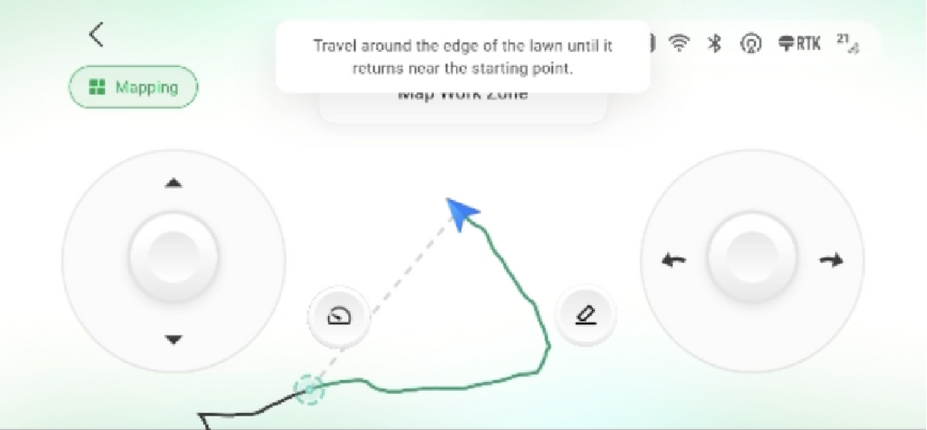 Travel around the edge of the lawn until it
returns near the starting point.
RTK
21
Mapping
Map Work Zone